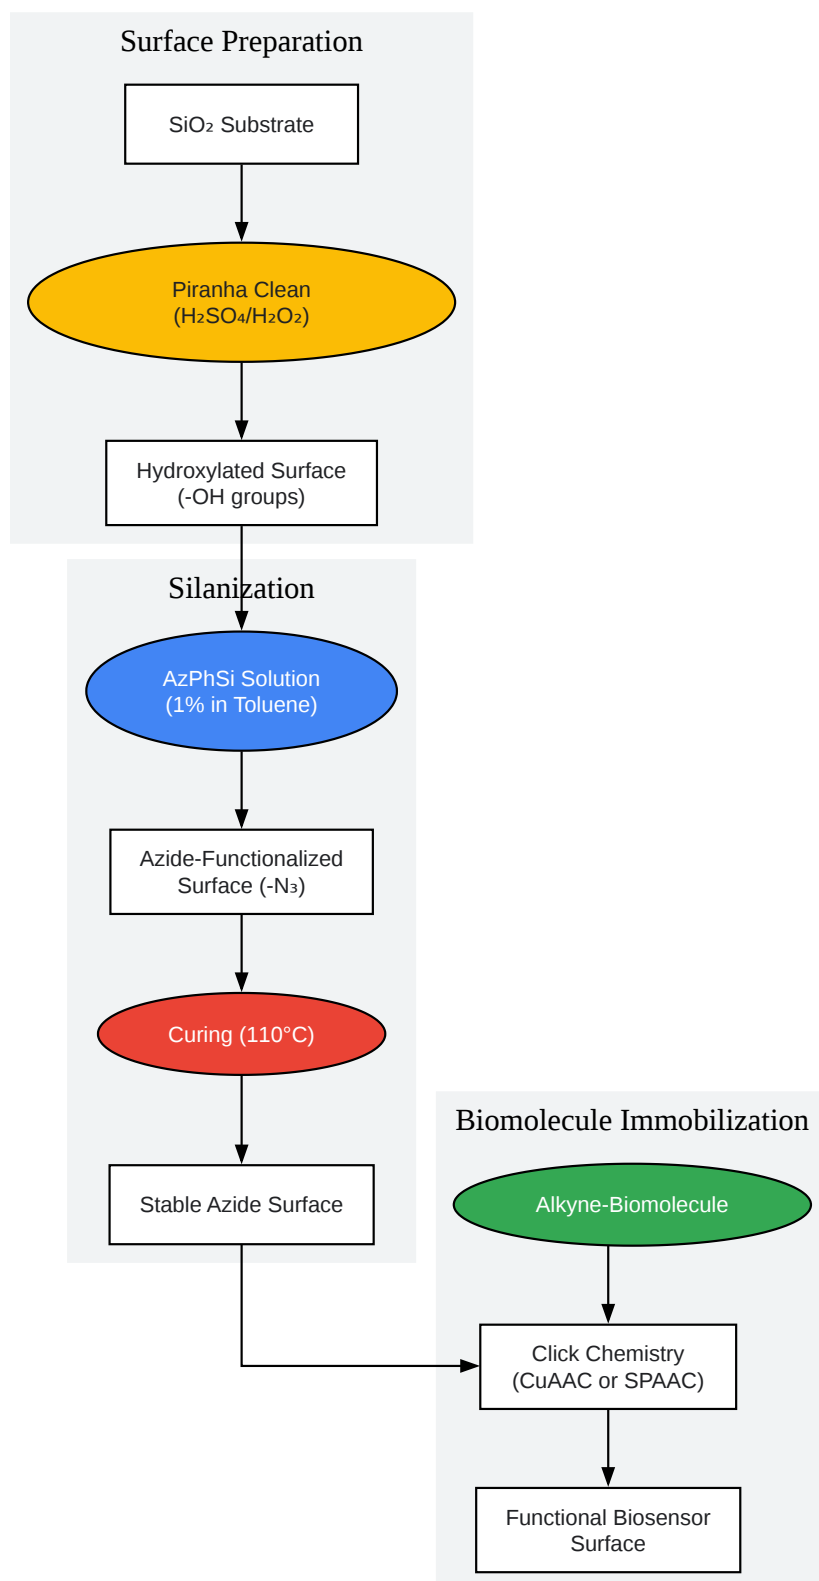 Surface Preparation
SiO₂ Substrate
Piranha Clean
(H₂SO₄/H₂O₂)
Hydroxylated Surface
(-OH groups)
Silanization
AzPhSi Solution
(1% in Toluene)
Azide-Functionalized
Surface (-N₃)
Curing (110°C)
Stable Azide Surface
Biomolecule Immobilization
Alkyne-Biomolecule
Click Chemistry
(CuAAC or SPAAC)
Functional Biosensor
Surface